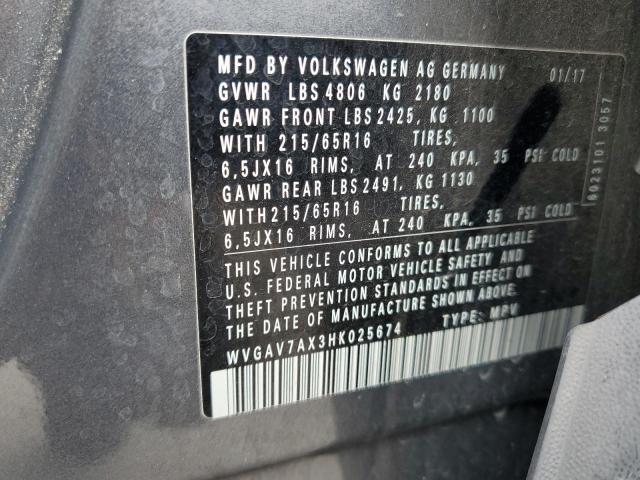 MFD BY VOLKSWAGEN AG GERMANY 01/17
GVWR LBS 4806 KG 2180
GAWR FRONT LBS 2425, KG 1100
WITH 215/65R16 TIRES,
6,5JX16 RIMS, AT 240 KPA, 35 PSI COLD
GAWR REAR LBS 2491, KG 1130
WITH 215/65R16 TIRES,
6,5JX16 RIMS, AT 240 KPA, 35 PSI COLD
THIS VEHICLE CONFORMS TO ALL APPLICABLE
U.S. FEDERAL MOTOR VEHICLE SAFETY AND
THEFT PREVENTION STANDARDS IN EFFECT ON
THE DATE OF MANUFACTURE SHOWN ABOVE.
WVGAV7AX3HK025674 TYPE: MPV
6023101 3057